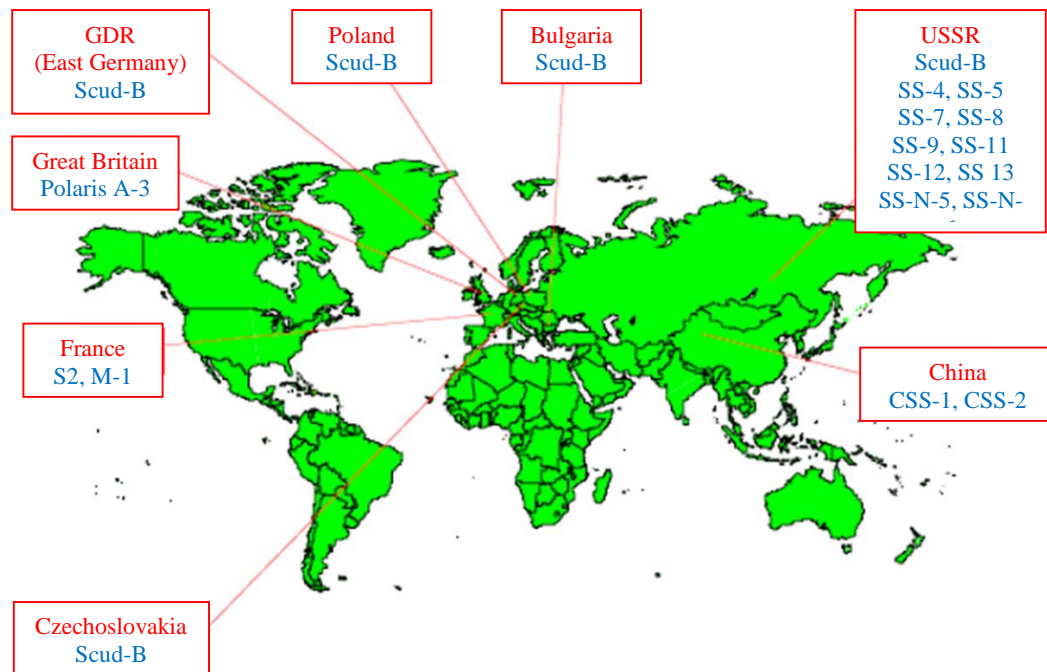 GDR
(East Germany)
Scud-B
Poland
Scud-B
Bulgaria
Scud-B
USSR
Scud-B
SS-4, SS-5
SS-7, SS-8
SS-9, SS-11
SS-12, SS 13
SS-N-5, SS-N-
Great Britain
Polaris A-3
France
S2, M-1
China
CSS-1, CSS-2
Czechoslovakia
Scud-B